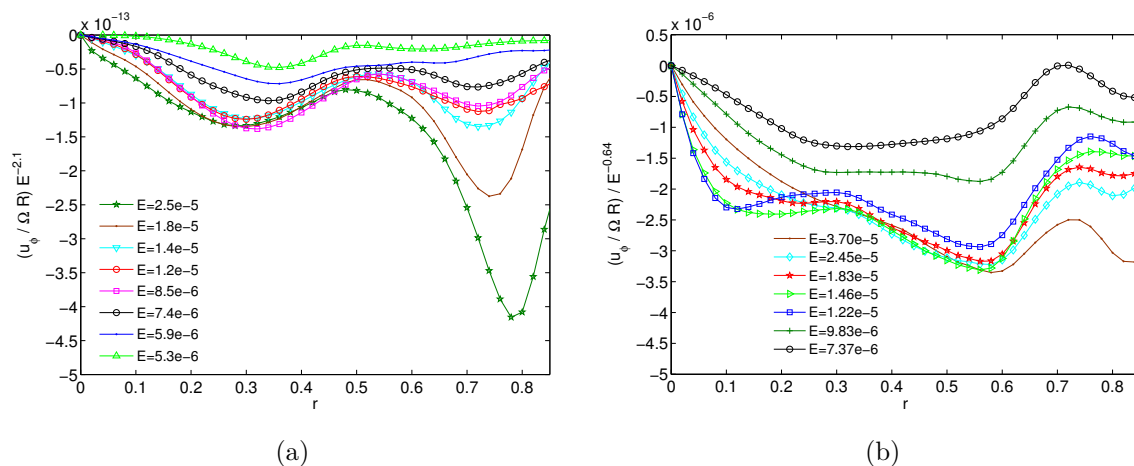 x 10⁻¹³
0
−0.5
−1
−1.5
−2
−2.5
−3
−3.5
−4
−4.5
−5
(u_ϕ / Ω R) E^−2.1
E=2.5e−5
E=1.8e−5
E=1.4e−5
E=1.2e−5
E=8.5e−6
E=7.4e−6
E=5.9e−6
E=5.3e−6
0 0.1 0.2 0.3 0.4 0.5 0.6 0.7 0.8
r
(a)
x 10⁻⁶
0.5
0
−0.5
−1
−1.5
−2
−2.5
−3
−3.5
−4
−4.5
−5
(u_ϕ / Ω R) / E^−0.64
E=3.70e−5
E=2.45e−5
E=1.83e−5
E=1.46e−5
E=1.22e−5
E=9.83e−6
E=7.37e−6
0 0.1 0.2 0.3 0.4 0.5 0.6 0.7 0.8
r
(b)